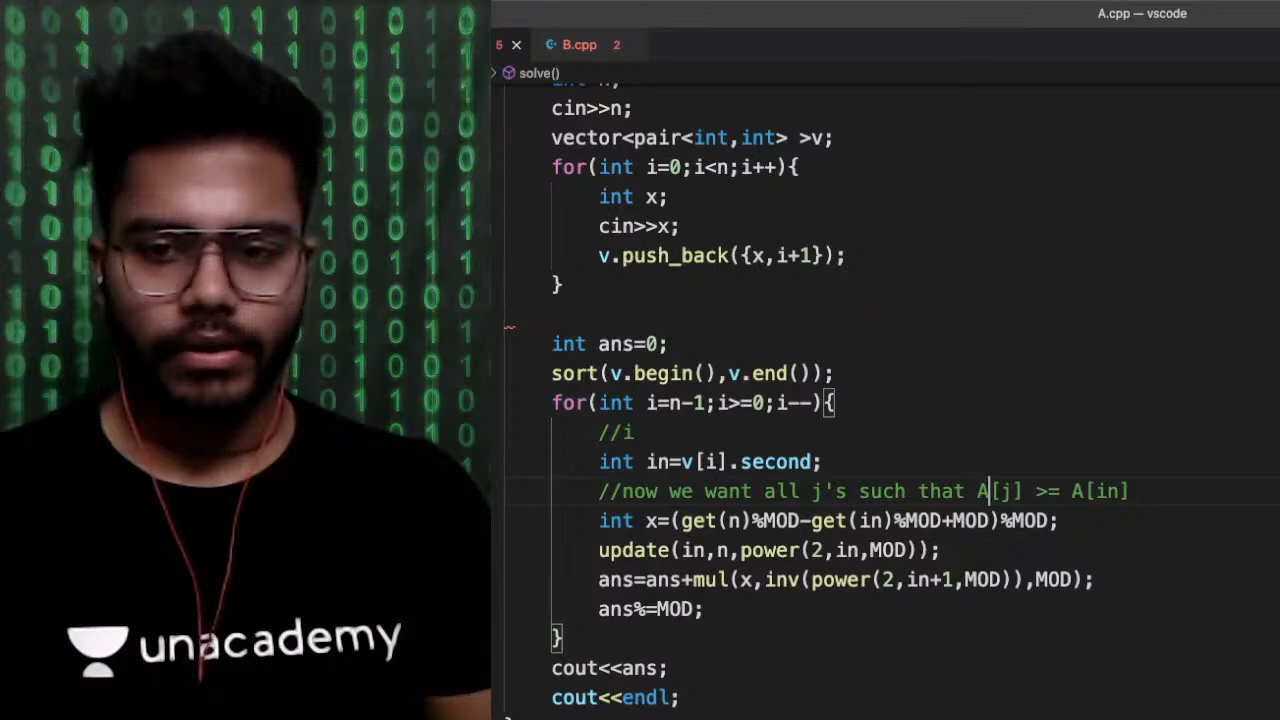 A.cpp — vscode
5 × B.cpp 2
solve()
cin>>n;
vector<pair<int,int> >v;
for(int i=0;i<n;i++){
int x;
cin>>x;
v.push_back({x,i+1});
}
int ans=0;
sort(v.begin(),v.end());
for(int i=n-1;i>=0;i--){
//i
int in=v[i].second;
//now we want all j's such that A[j] >= A[in]
int x=(get(n)%MOD-get(in)%MOD+MOD)%MOD;
update(in,n,power(2,in,MOD));
ans=ans+mul(x,inv(power(2,in+1,MOD)),MOD);
ans%=MOD;
}
cout<<ans;
cout<<endl;
unacademy